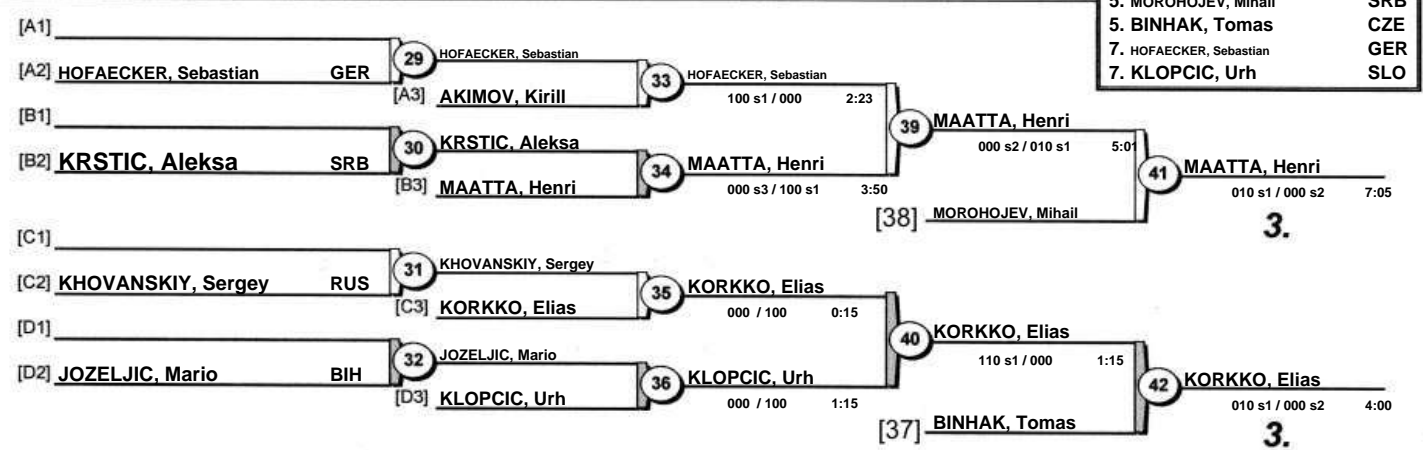 5. MOROHOJEV, Mihail SRB
5. BINHAK, Tomas CZE
7. HOFAECKER, Sebastian GER
7. KLOPCIC, Urh SLO
[A1]
[A2] HOFAECKER, Sebastian GER
29
HOFAECKER, Sebastian
[A3] AKIMOV, Kirill
33
HOFAECKER, Sebastian
100 s1 / 000 2:23
[B1]
[B2] KRSTIC, Aleksa SRB
30
KRSTIC, Aleksa
[B3] MAATTA, Henri
34
MAATTA, Henri
000 s3 / 100 s1 3:50
39
MAATTA, Henri
000 s2 / 010 s1 5:01
[38] MOROHOJEV, Mihail
41
MAATTA, Henri
010 s1 / 000 s2 7:05
3.
[C1]
[C2] KHOVANSKIY, Sergey RUS
31
KHOVANSKIY, Sergey
[C3] KORKKO, Elias
35
KORKKO, Elias
000 / 100 0:15
[D1]
[D2] JOZELJIC, Mario BIH
32
JOZELJIC, Mario
[D3] KLOPCIC, Urh
36
KLOPCIC, Urh
000 / 100 1:15
40
KORKKO, Elias
110 s1 / 000 1:15
[37] BINHAK, Tomas
42
KORKKO, Elias
010 s1 / 000 s2 4:00
3.